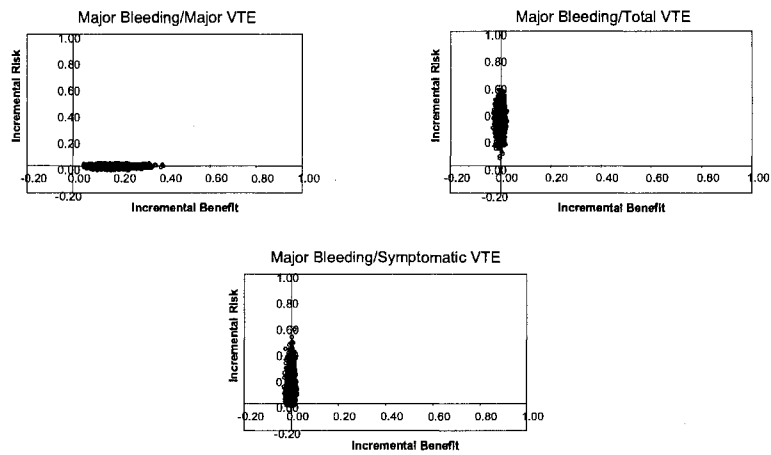 Major Bleeding/Major VTE
1.00
0.80
0.60
0.40
0.20
0.00
-0.20
-0.20 0.00 0.20 0.40 0.60 0.80 1.00
Incremental Risk
Incremental Benefit
Major Bleeding/Total VTE
1.00
0.80
0.60
0.40
0.20
0.00
-0.20
-0.20 0.00 0.20 0.40 0.60 0.80 1.00
Incremental Risk
Incremental Benefit
Major Bleeding/Symptomatic VTE
1.00
0.80
0.60
0.40
0.20
0.00
-0.20
-0.20 0.00 0.20 0.40 0.60 0.80 1.00
Incremental Risk
Incremental Benefit